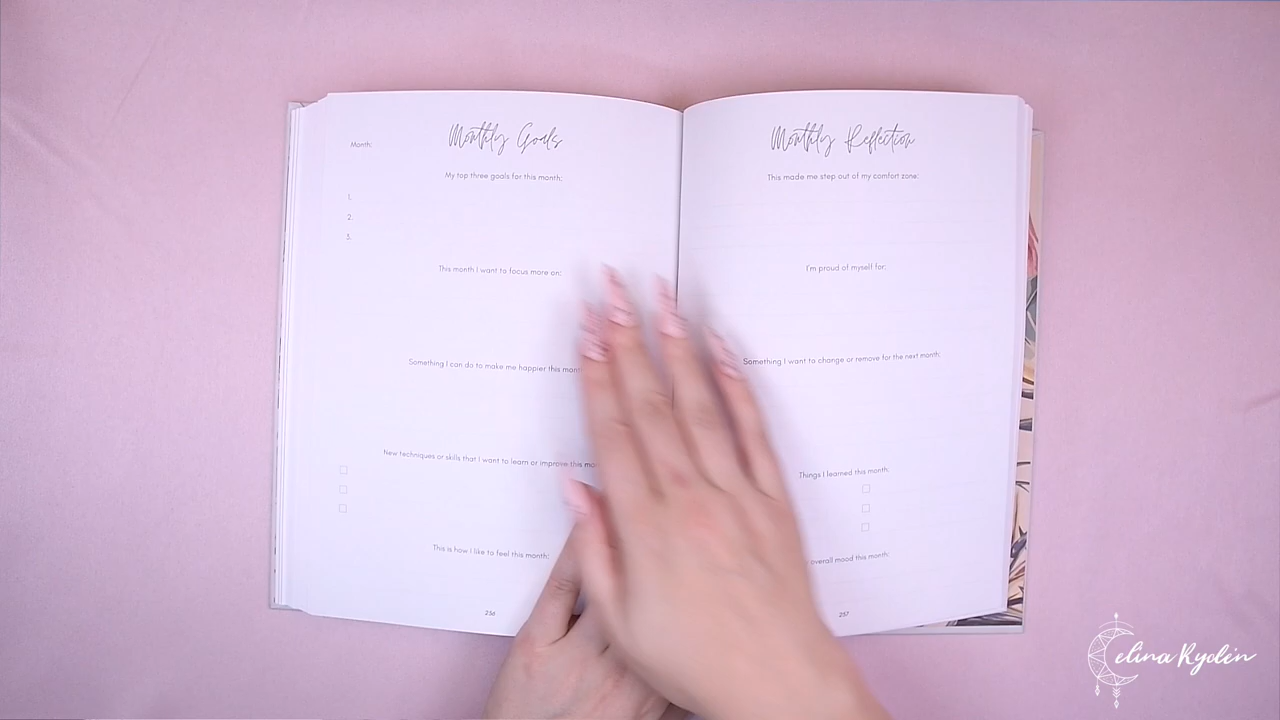 Monthly Goals
Month:
My top three goals for this month:
1.
2.
3.
This month I want to focus more on:
Something I can do to make me happier this
New techniques or skills that I want to learn or improve this
This is how I like to feel this month:
236
Monthly Reflection
This made me step out of my comfort zone:
I'm proud of myself for:
Something I want to change or remove for the next month:
Things I learned this month:
overall mood this month:
237
Celina Rydén